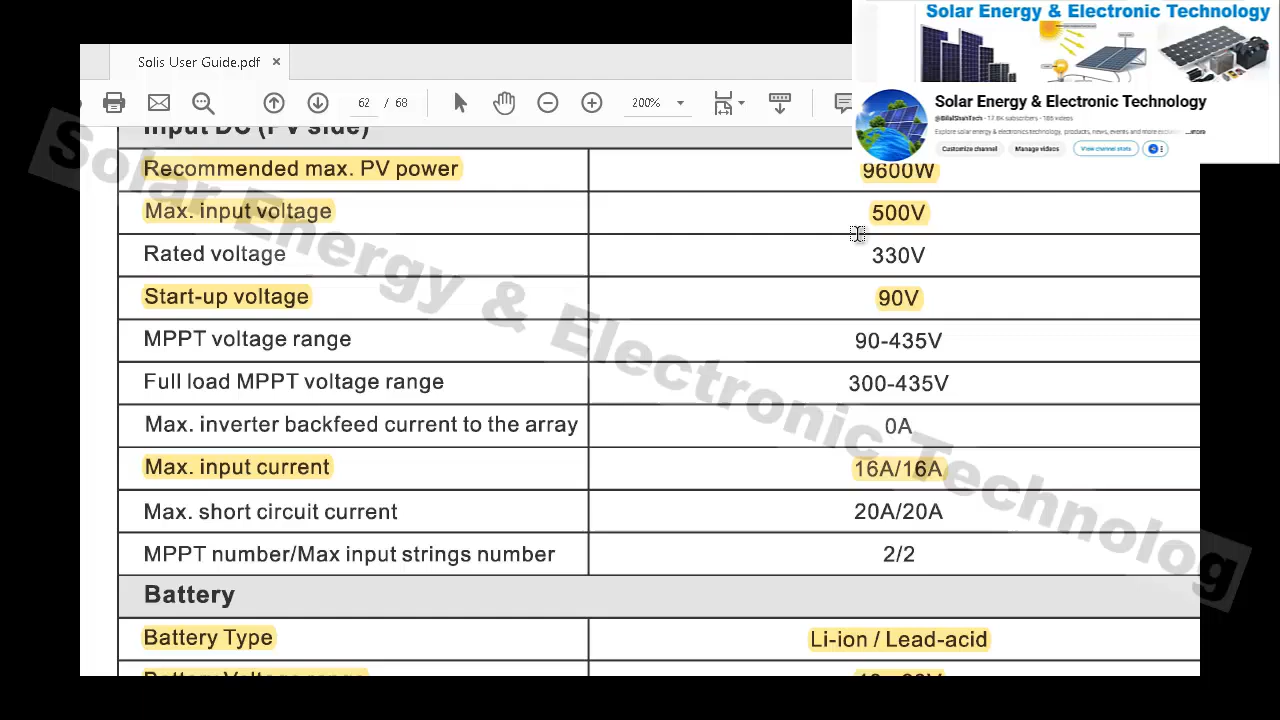 Solar Energy & Electronic Technology
Solis User Guide.pdf
62 / 68
200%
Solar Energy & Electronic Technology
@BilalShahTech
Customize channel Manage videos View channel stats
Input DC (PV side)
Recommended max. PV power 9600W
Max. input voltage 500V
Rated voltage 330V
Start-up voltage 90V
MPPT voltage range 90-435V
Full load MPPT voltage range 300-435V
Max. inverter backfeed current to the array 0A
Max. input current 16A/16A
Max. short circuit current 20A/20A
MPPT number/Max input strings number 2/2
Battery
Battery Type Li-ion / Lead-acid
Battery Voltage range
Solar Energy & Electronic Technolog